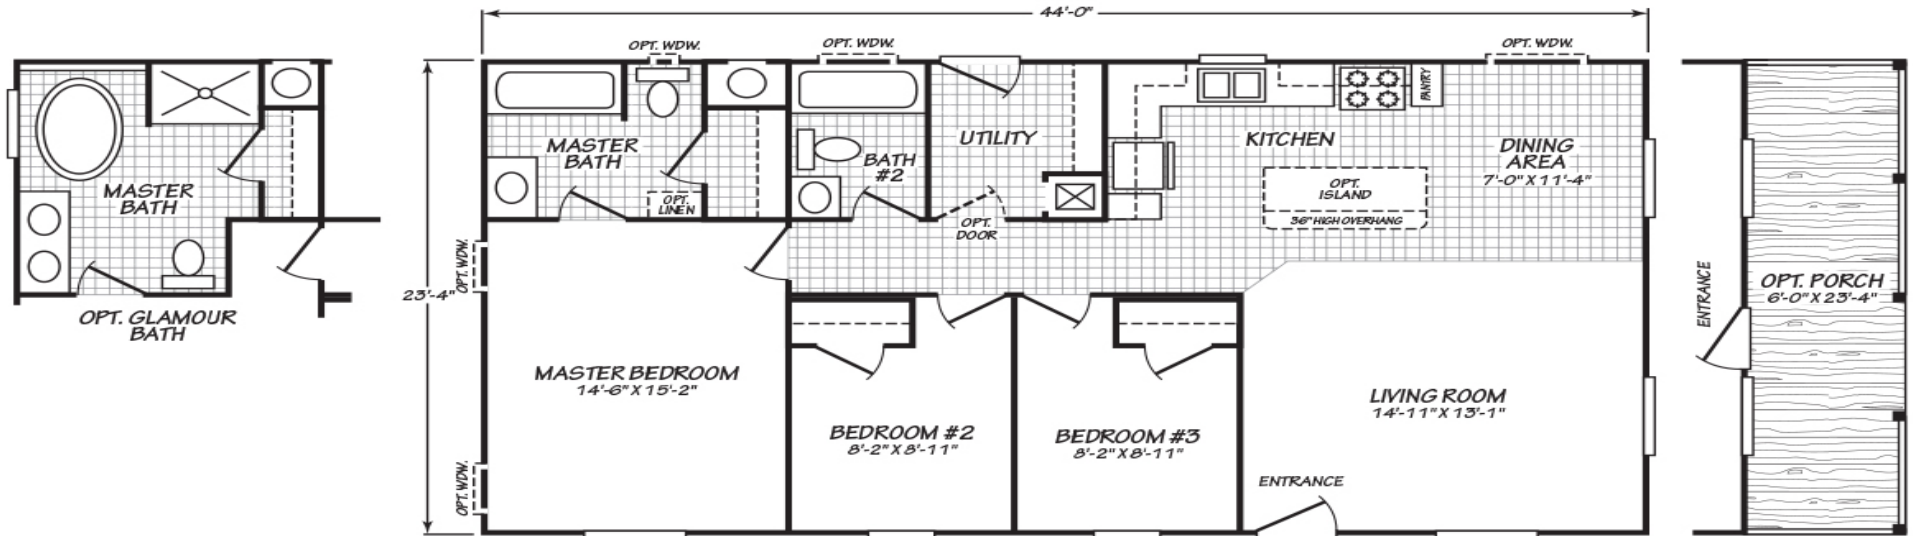 44'-0"
OPT. WDW.
OPT. WDW.
OPT. WDW.
PANTRY
MASTER
BATH
UTILITY
KITCHEN
DINING
AREA
7'-0" X 11'-4"
BATH
#2
OPT.
LINEN
OPT.
ISLAND
36" HIGH OVERHANG
OPT.
DOOR
MASTER
BATH
OPT. GLAMOUR
BATH
OPT. WDW.
23'-4"
ENTRANCE
OPT. PORCH
6'-0" X 23'-4"
MASTER BEDROOM
14'-6" X 15'-2"
LIVING ROOM
14'-11" X 13'-1"
BEDROOM #2
8'-2" X 8'-11"
BEDROOM #3
8'-2" X 8'-11"
OPT. WDW.
ENTRANCE